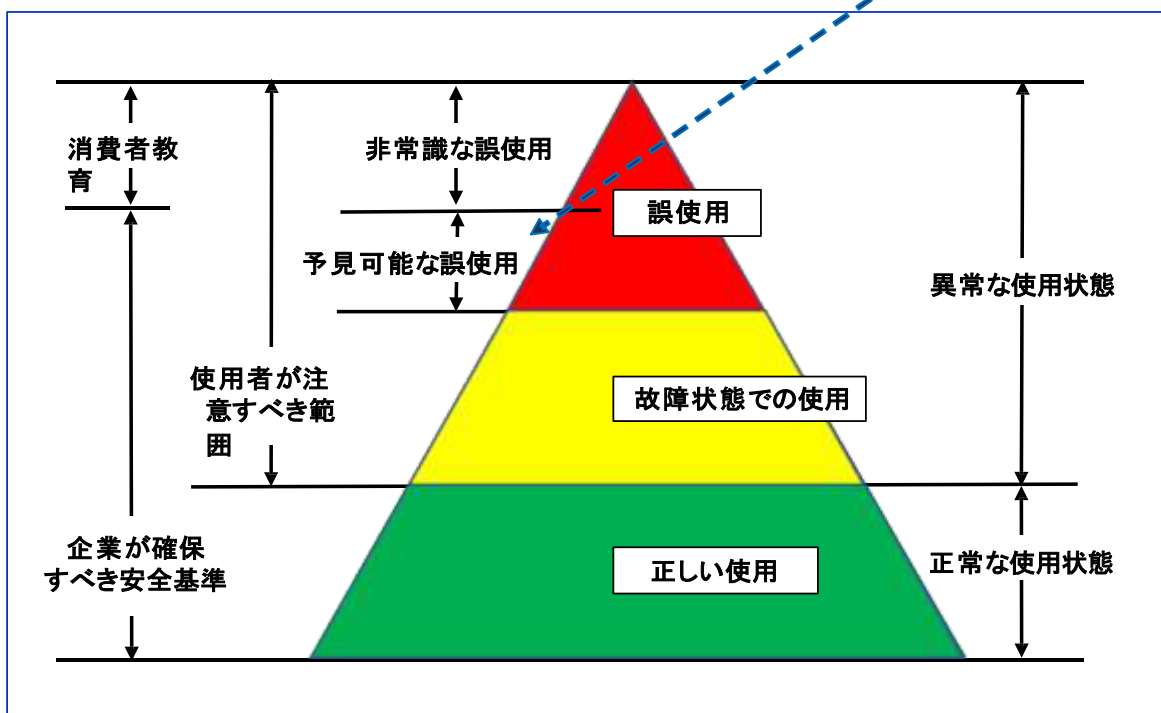 消費者教
育
非常識な誤使用
誤使用
予見可能な誤使用
異常な使用状態
使用者が注
意すべき範
囲
故障状態での使用
企業が確保
すべき安全基準
正しい使用
正常な使用状態